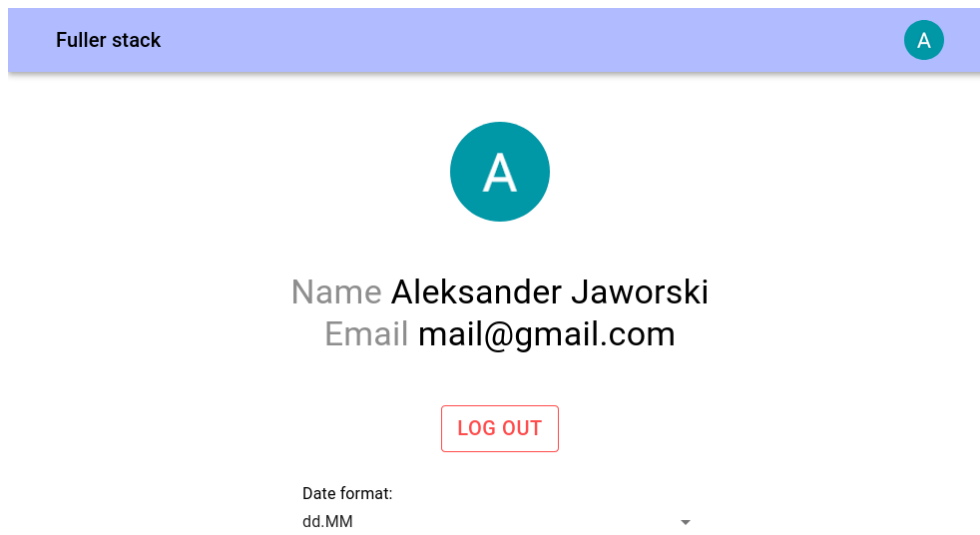 Fuller stack A
A
Name Aleksander Jaworski
Email mail@gmail.com
LOG OUT
Date format:
dd.MM